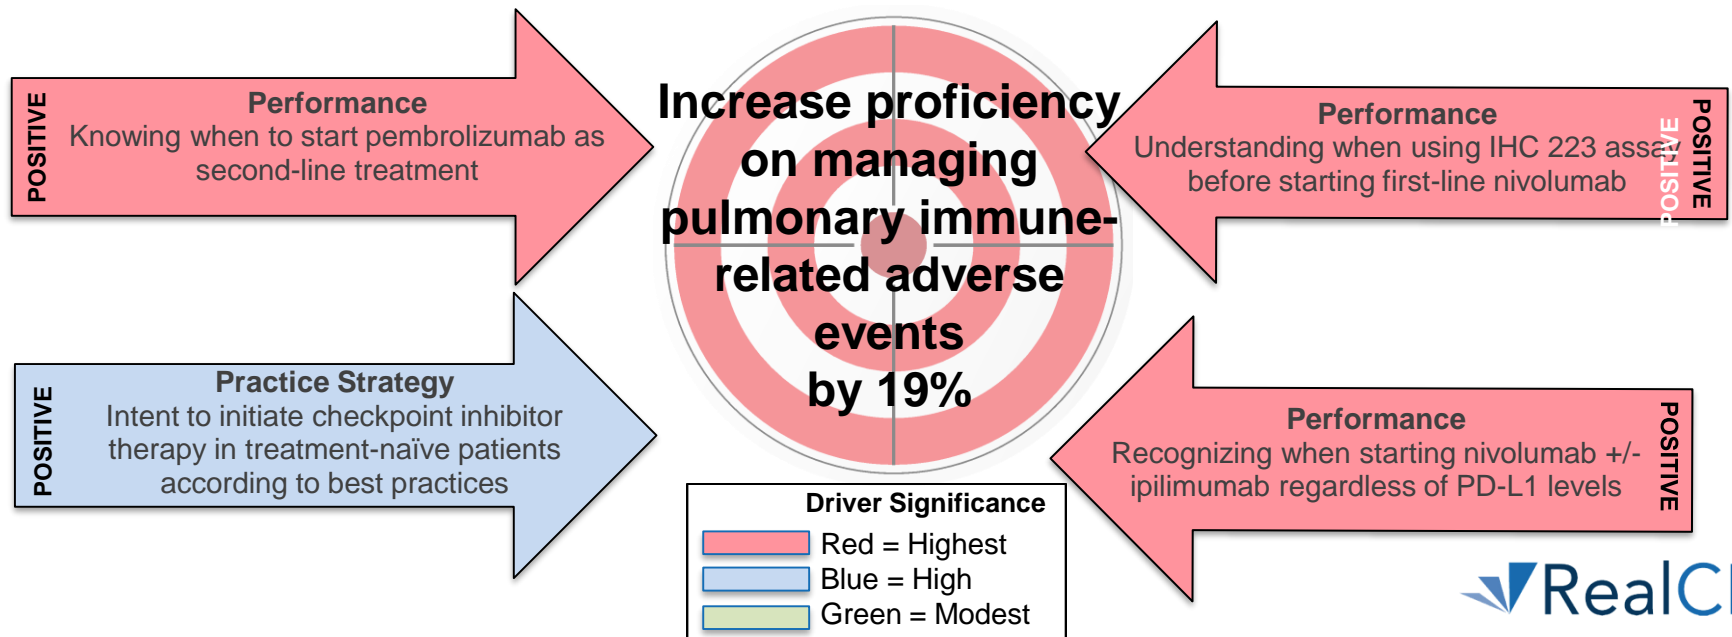 POSITIVE
Performance
Knowing when to start pembrolizumab as
second-line treatment
Increase proficiency
on managing
pulmonary immune-
related adverse
events
by 19%
Performance
Understanding when using IHC 223 assay
before starting first-line nivolumab
POSITIVE
POSITIVE
POSITIVE
Practice Strategy
Intent to initiate checkpoint inhibitor
therapy in treatment-naïve patients
according to best practices
Performance
Recognizing when starting nivolumab +/-
ipilimumab regardless of PD-L1 levels
POSITIVE
Driver Significance
Red = Highest
Blue = High
Green = Modest